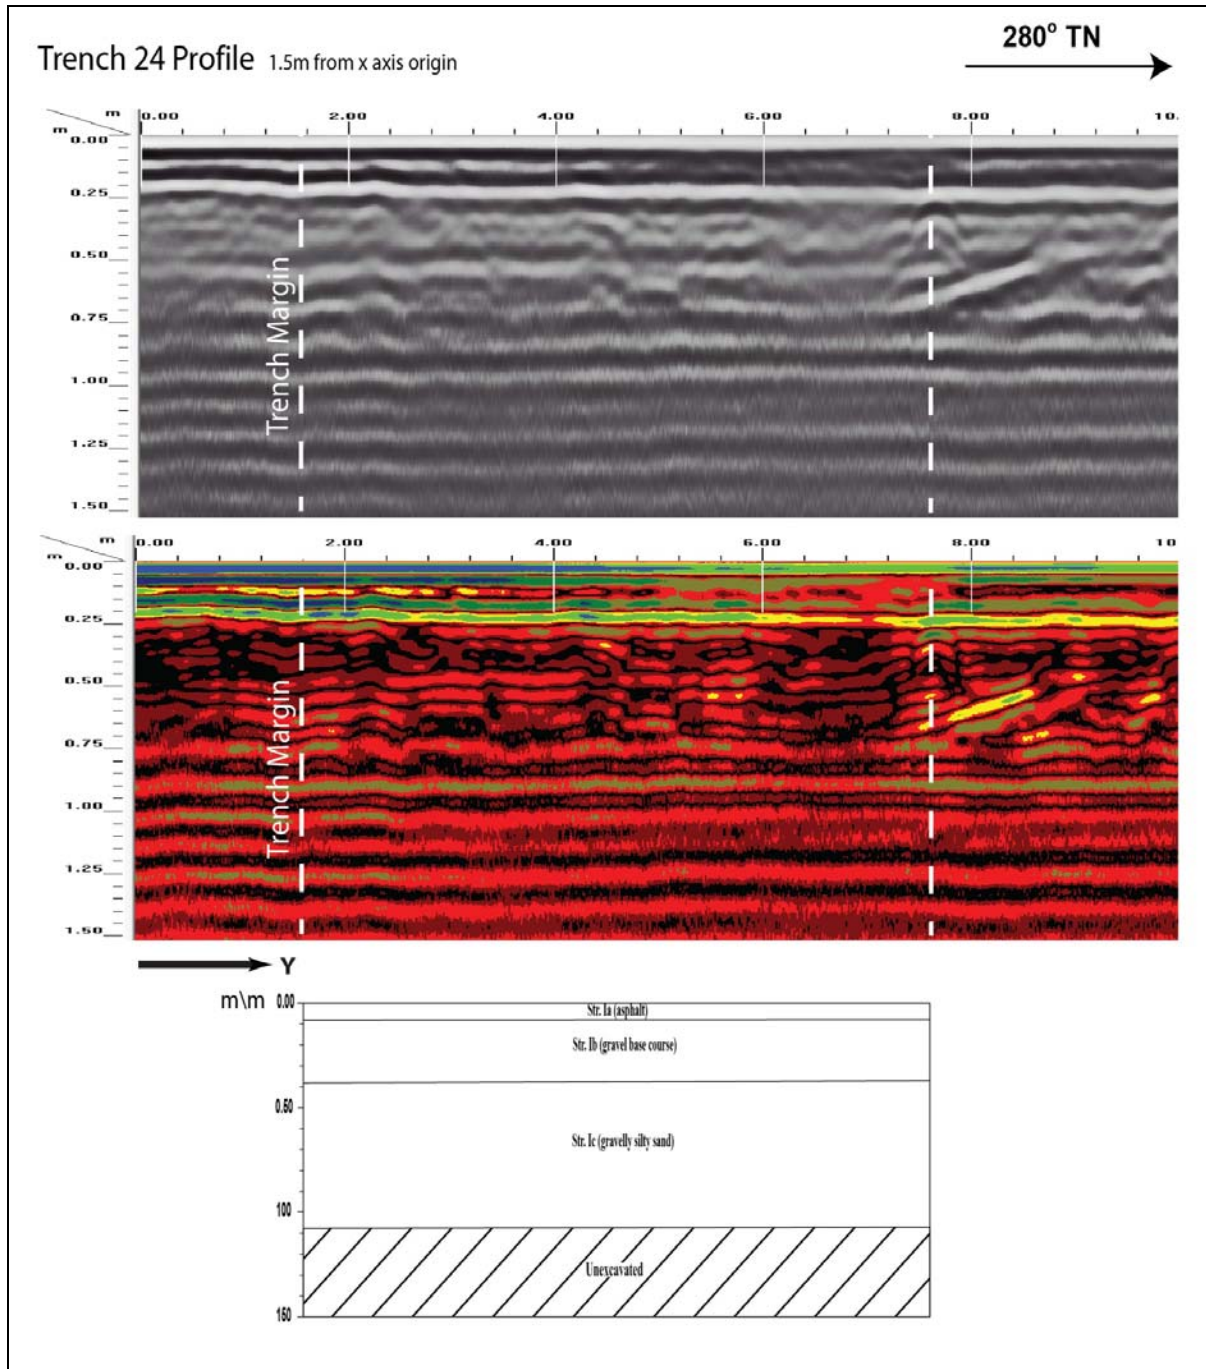 Trench 24 Profile 1.5m from x axis origin
280° TN
m 0.00 2.00 4.00 6.00 8.00 10.
m
0.00
0.25
0.50
0.75
1.00
1.25
1.50
Trench Margin
m 0.00 2.00 4.00 6.00 8.00 10
m
0.00
0.25
0.50
0.75
1.00
1.25
1.50
Trench Margin
Y
m\m 0.00
Str. Ia (asphalt)
Str. Ib (gravel base course)
0.50
Str. Ic (gravelly silty sand)
100
Unexcavated
150